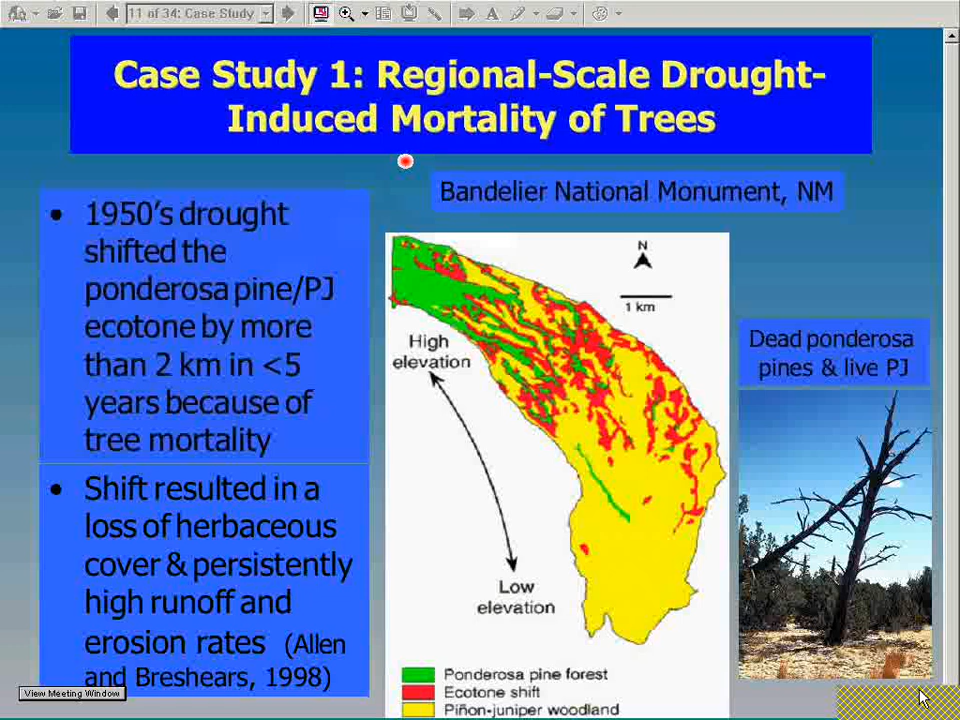 11 of 34: Case Study
Case Study 1: Regional-Scale Drought-
Induced Mortality of Trees
Bandelier National Monument, NM
• 1950's drought
shifted the
ponderosa pine/PJ
ecotone by more
than 2 km in <5
years because of
tree mortality
• Shift resulted in a
loss of herbaceous
cover & persistently
high runoff and
erosion rates (Allen
and Breshears, 1998)
N
1 km
High
elevation
Low
elevation
Ponderosa pine forest
Ecotone shift
Piñon-juniper woodland
Dead ponderosa
pines & live PJ
View Meeting Window